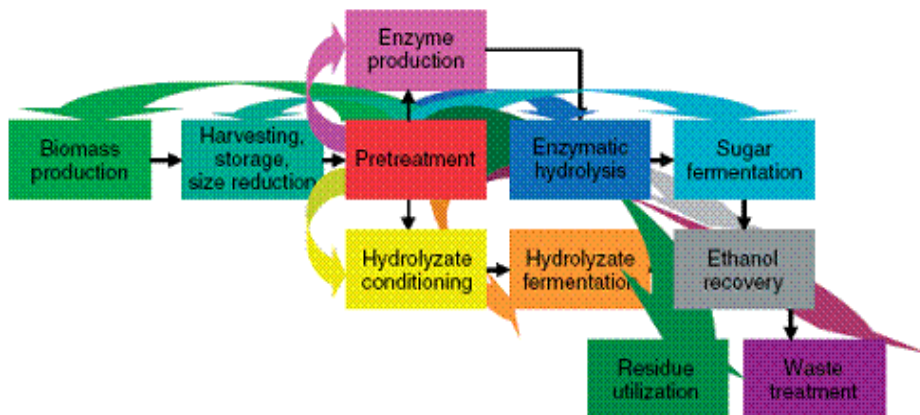 Enzyme
production
Biomass
production
Harvesting,
storage,
size reduction
Pretreatment
Enzymatic
hydrolysis
Sugar
fermentation
Hydrolyzate
conditioning
Hydrolyzate
fermentation
Ethanol
recovery
Residue
utilization
Waste
treatment